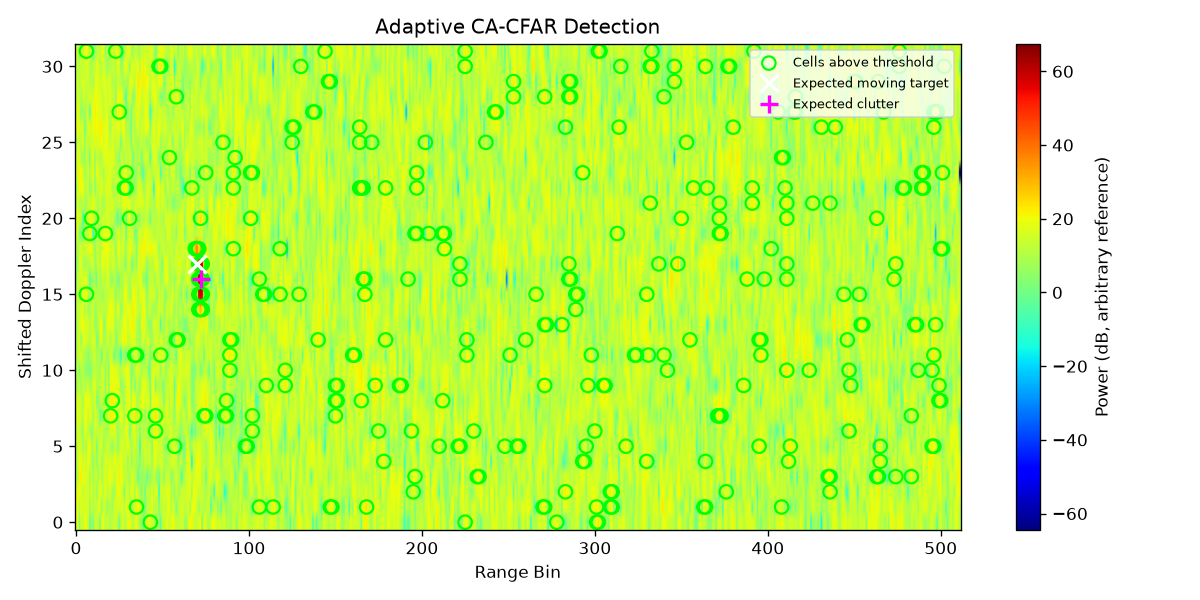 Adaptive CA-CFAR Detection
Cells above threshold
Expected moving target
Expected clutter
Shifted Doppler Index
30
25
20
15
10
5
0
0
100
200
300
400
500
Range Bin
60
40
20
0
−20
−40
−60
Power (dB, arbitrary reference)